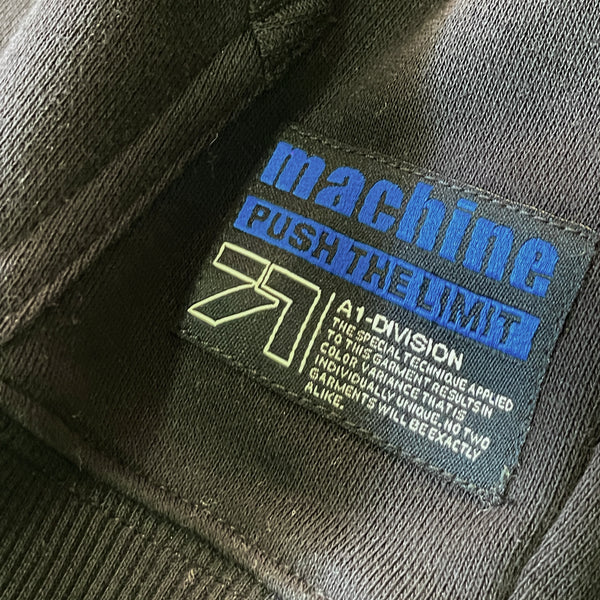 machine
PUSH THE LIMIT
77
A1-DIVISION
THE SPECIAL TECHNIQUE APPLIED
TO THIS GARMENT RESULTS IN
COLOR VARIANCE THAT IS
INDIVIDUALLY UNIQUE. NO TWO
GARMENTS WILL BE EXACTLY
ALIKE.